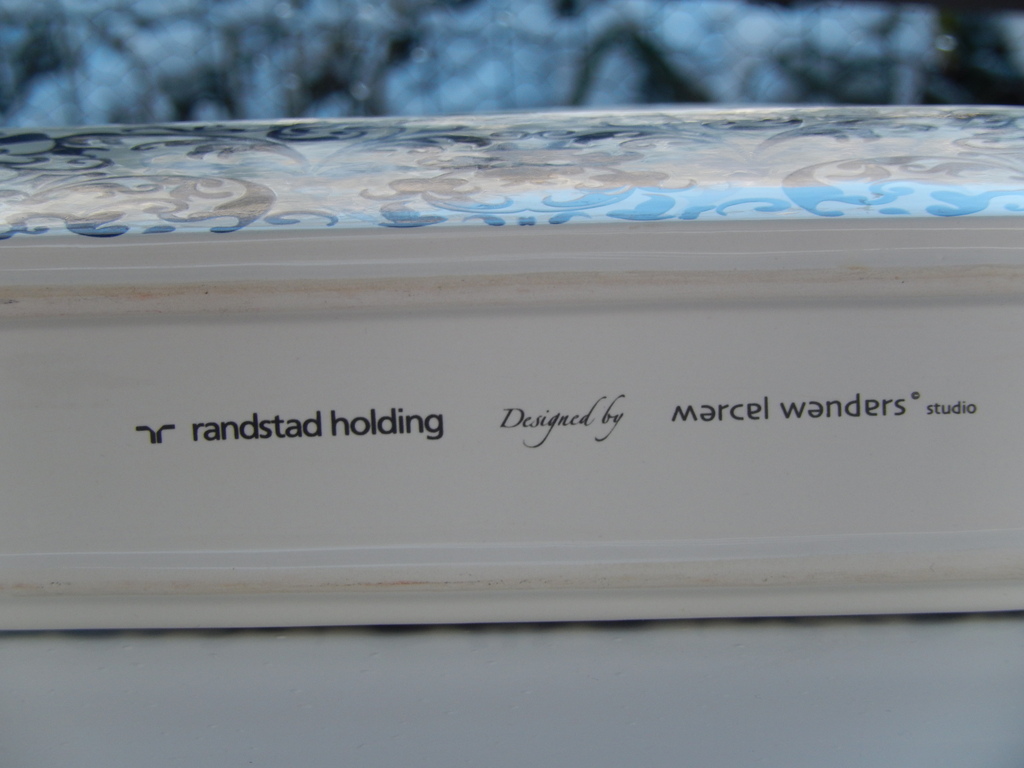 randstad holding Designed by marcel wanders© studio